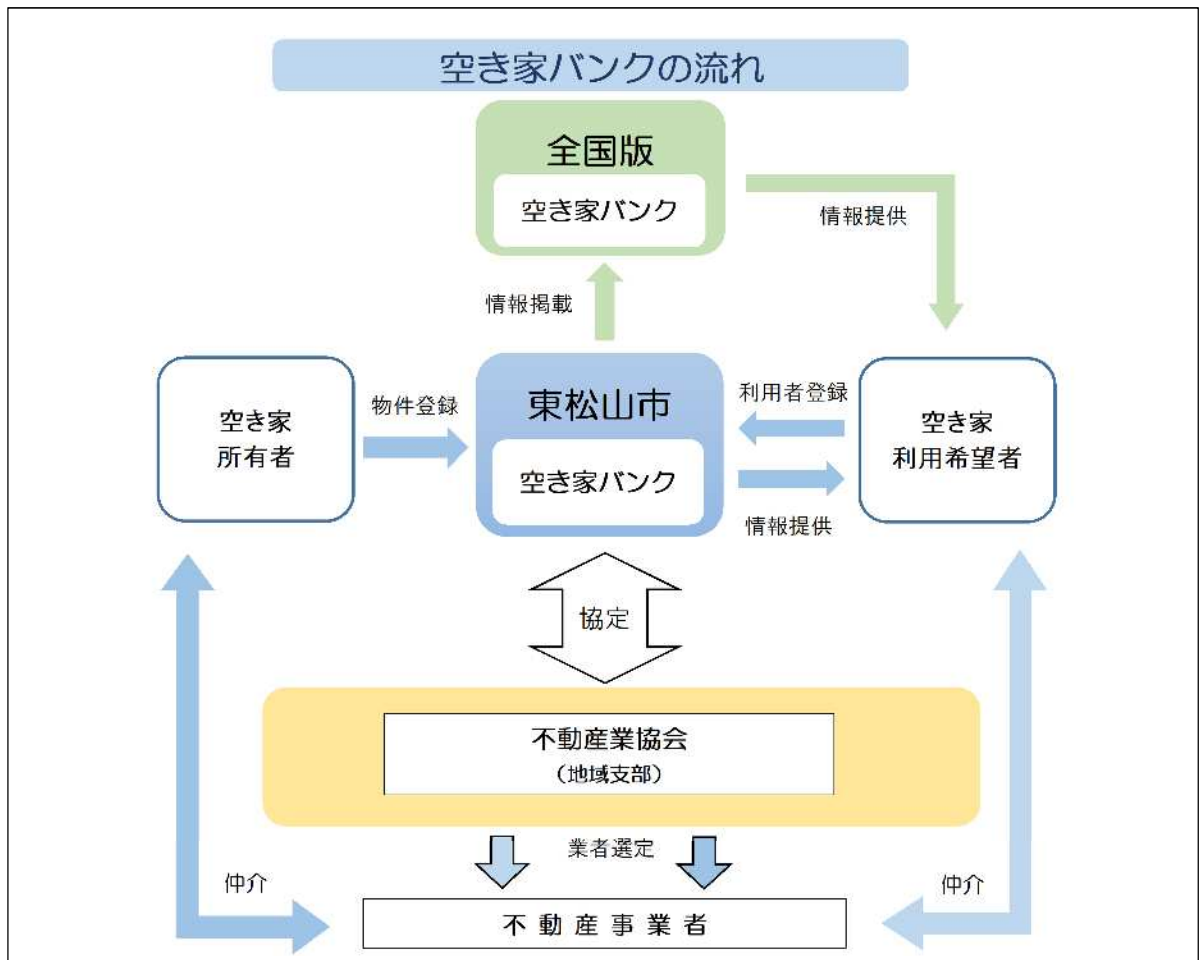 空き家バンクの流れ
全国版
空き家バンク
情報提供
情報掲載
空き家
所有者
物件登録
東松山市
空き家バンク
利用者登録
情報提供
空き家
利用希望者
協定
不動産業協会
（地域支部）
業者選定
仲介
仲介
不動産事業者